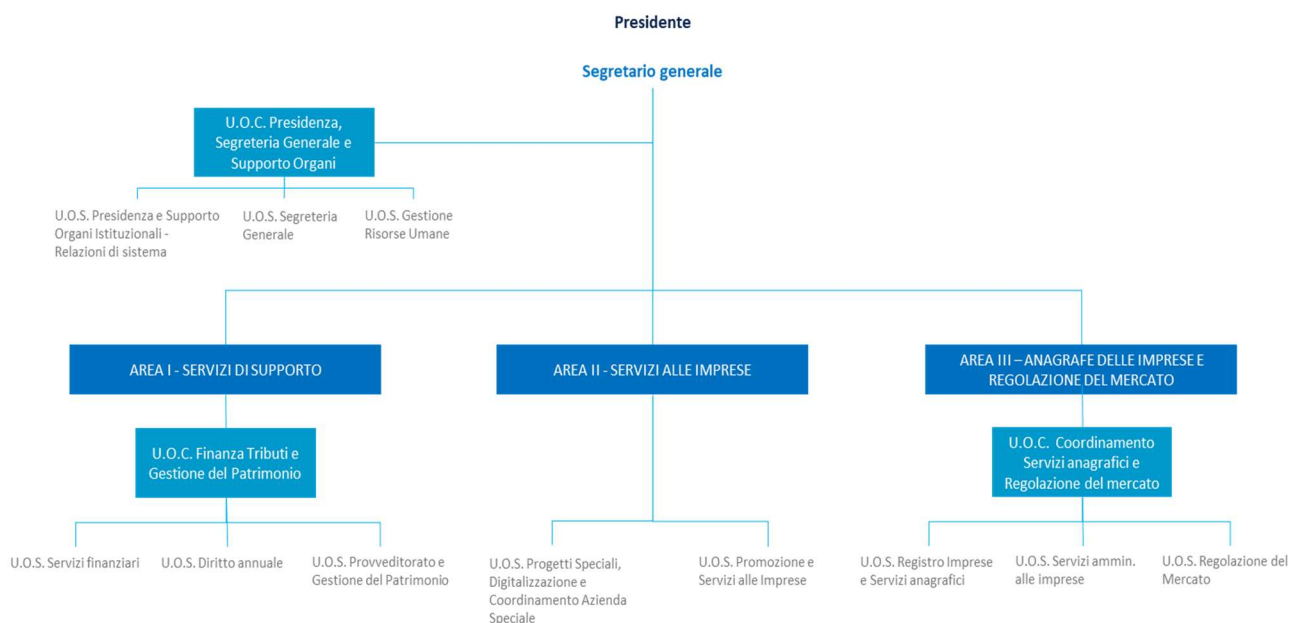 Presidente
Segretario generale
U.O.C. Presidenza,
Segreteria Generale e
Supporto Organi
U.O.S. Presidenza e Supporto
Organi Istituzionali -
Relazioni di sistema
U.O.S. Segreteria
Generale
U.O.S. Gestione
Risorse Umane
AREA I - SERVIZI DI SUPPORTO
AREA II - SERVIZI ALLE IMPRESE
AREA III – ANAGRAFE DELLE IMPRESE E
REGOLAZIONE DEL MERCATO
U.O.C. Finanza Tributi e
Gestione del Patrimonio
U.O.C. Coordinamento
Servizi anagrafici e
Regolazione del mercato
U.O.S. Servizi finanziari
U.O.S. Diritto annuale
U.O.S. Provveditorato e
Gestione del Patrimonio
U.O.S. Progetti Speciali,
Digitalizzazione e
Coordinamento Azienda
Speciale
U.O.S. Promozione e
Servizi alle Imprese
U.O.S. Registro Imprese
e Servizi anagrafici
U.O.S. Servizi ammin.
alle imprese
U.O.S. Regolazione del
Mercato